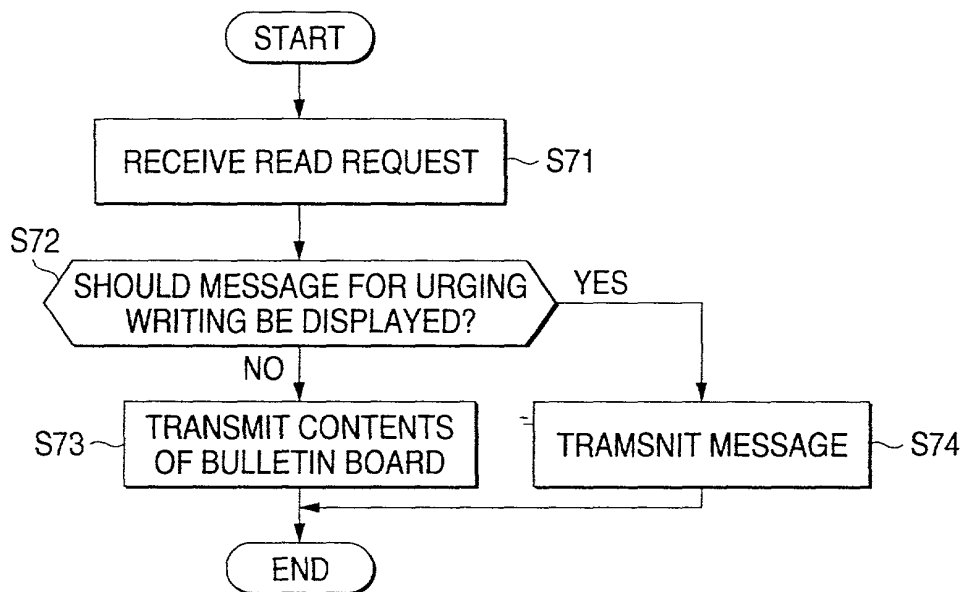 START
RECEIVE READ REQUEST
S71
S72
SHOULD MESSAGE FOR URGING
WRITING BE DISPLAYED?
YES
NO
S73
TRANSMIT CONTENTS
OF BULLETIN BOARD
TRAMSNIT MESSAGE
S74
END